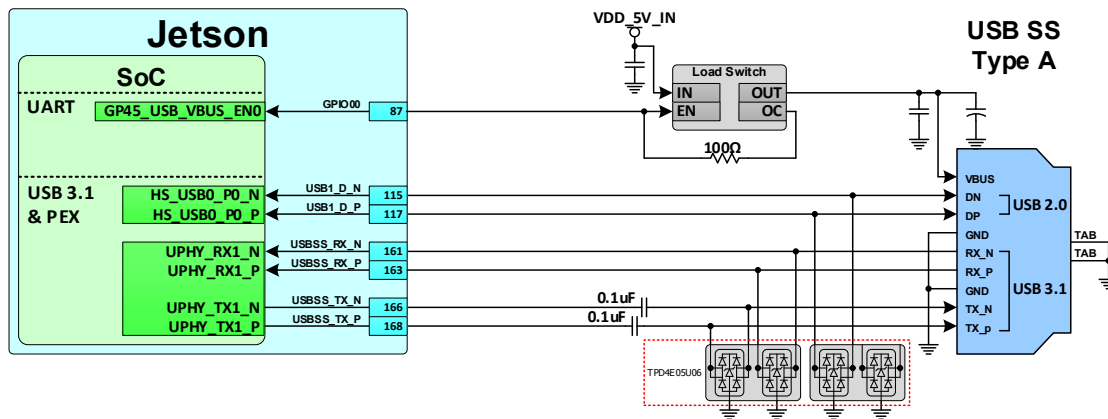 Jetson
SoC
UART
GP45_USB_VBUS_EN0
GPIO00
87
VDD_5V_IN
Load Switch
IN
OUT
EN
OC
100Ω
USB SS
Type A
USB 3.1
& PEX
HS_USB0_P0_N
HS_USB0_P0_P
USB1_D_N
115
USB1_D_P
117
UPHY_RX1_N
UPHY_RX1_P
USBSS_RX_N
161
USBSS_RX_P
163
UPHY_TX1_N
UPHY_TX1_P
USBSS_TX_N
166
USBSS_TX_P
168
0.1uF
0.1uF
VBUS
DN
DP
GND
RX_N
RX_P
GND
TX_N
TX_p
USB 2.0
USB 3.1
TAB
TAB
TPD4E05U06